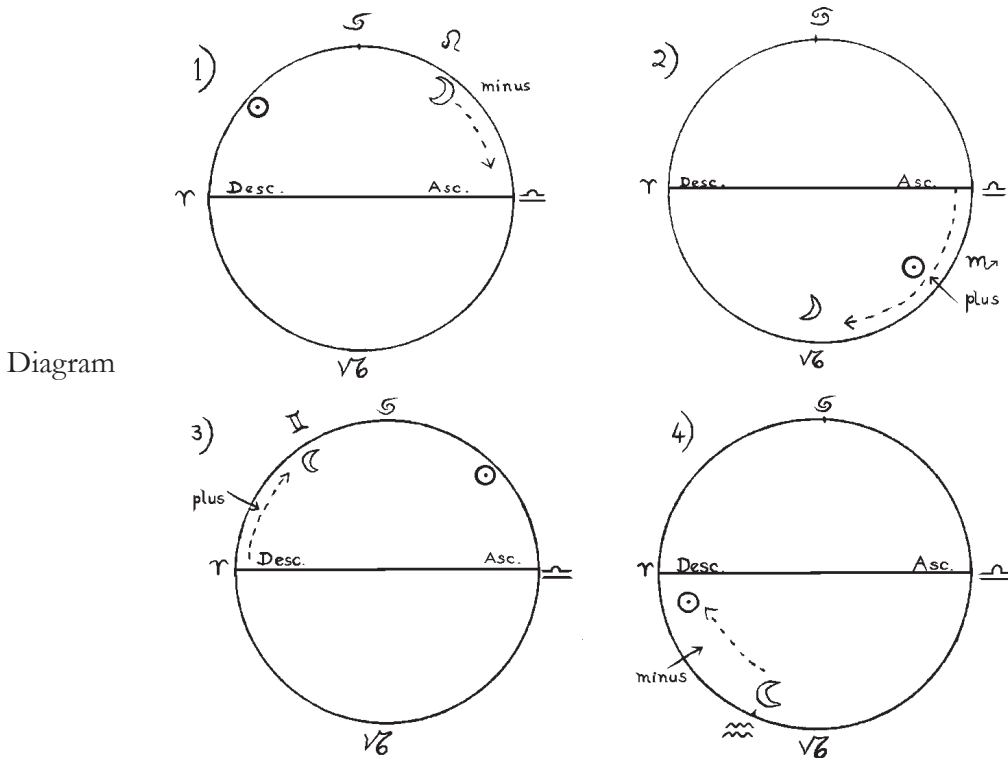 1)
♋ ♌
minus
♈ Desc. Asc. ♎
♑
2)
♋
♈ Desc. Asc. ♎
♏
plus
♑
Diagram
3)
♊ ♋
plus
♈ Desc. Asc. ♎
♑
4)
♋
♈ Desc. Asc. ♎
minus
♒ ♑